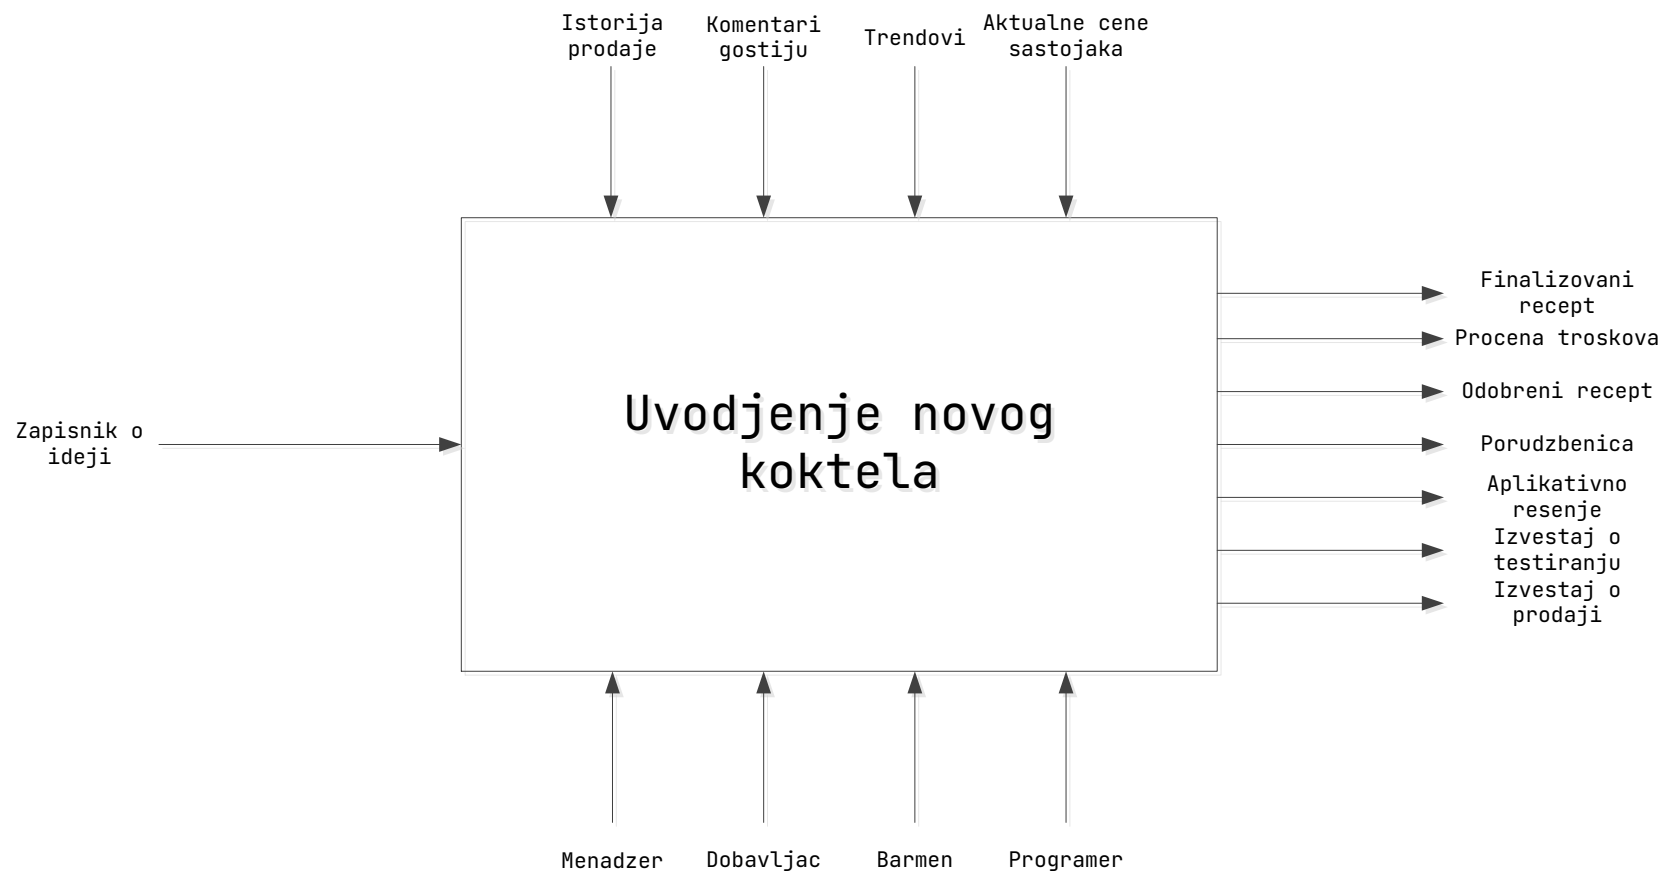 Istorija
prodaje
Komentari
gostiju
Trendovi
Aktualne cene
sastojaka
Zapisnik o
ideji
Uvodjenje novog
koktela
Finalizovani
recept
Procena troskova
Odobreni recept
Porudzbenica
Aplikativno
resenje
Izvestaj o
testiranju
Izvestaj o
prodaji
Menadzer
Dobavljac
Barmen
Programer